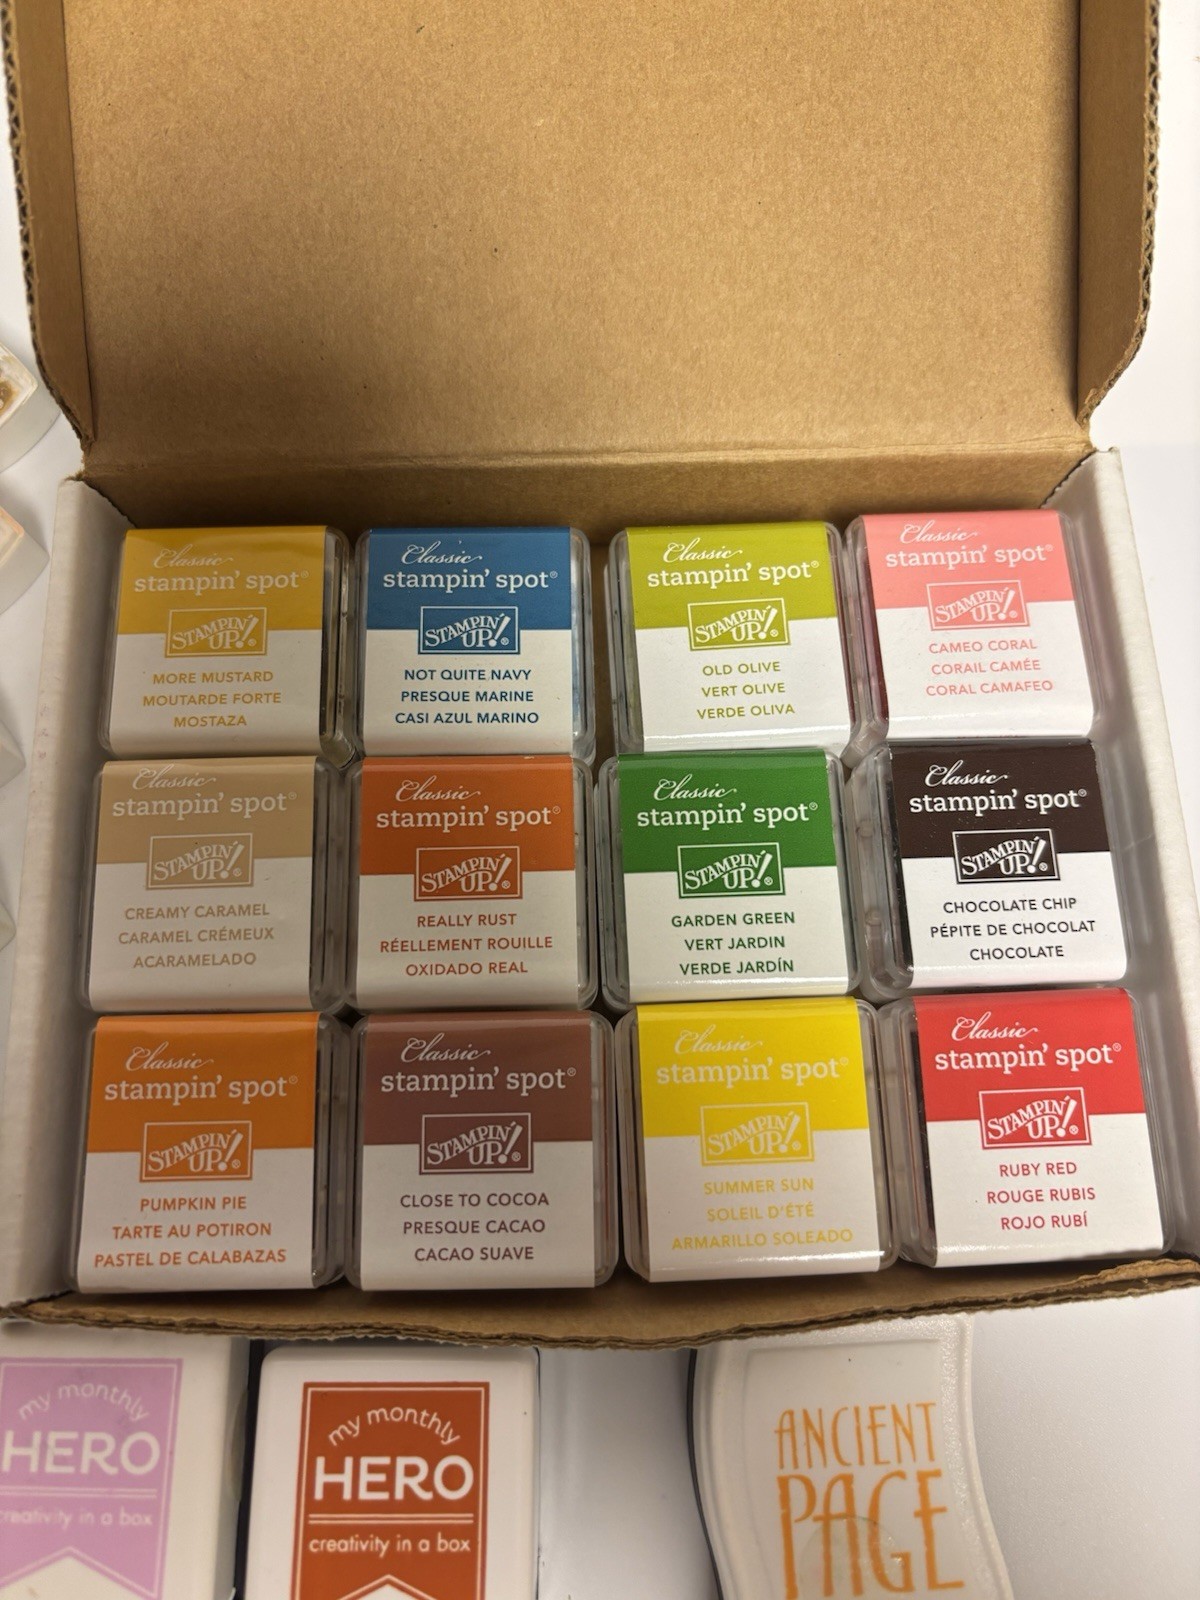 Classic
stampin' spot®
STAMPIN' UP!®
MORE MUSTARD
MOUTARDE FORTE
MOSTAZA
Classic
stampin' spot®
STAMPIN' UP!®
NOT QUITE NAVY
PRESQUE MARINE
CASI AZUL MARINO
Classic
stampin' spot®
STAMPIN' UP!®
OLD OLIVE
VERT OLIVE
VERDE OLIVA
Classic
stampin' spot®
STAMPIN' UP!®
CAMEO CORAL
CORAIL CAMÉE
CORAL CAMAFEO
Classic
stampin' spot®
STAMPIN' UP!®
CREAMY CARAMEL
CARAMEL CRÉMEUX
ACARAMELADO
Classic
stampin' spot®
STAMPIN' UP!®
REALLY RUST
RÉELLEMENT ROUILLE
OXIDADO REAL
Classic
stampin' spot®
STAMPIN' UP!®
GARDEN GREEN
VERT JARDIN
VERDE JARDÍN
Classic
stampin' spot®
STAMPIN' UP!®
CHOCOLATE CHIP
PÉPITE DE CHOCOLAT
CHOCOLATE
Classic
stampin' spot®
STAMPIN' UP!®
PUMPKIN PIE
TARTE AU POTIRON
PASTEL DE CALABAZAS
Classic
stampin' spot®
STAMPIN' UP!®
CLOSE TO COCOA
PRESQUE CACAO
CACAO SUAVE
Classic
stampin' spot®
STAMPIN' UP!®
SUMMER SUN
SOLEIL D'ÉTÉ
ARMARILLO SOLEADO
Classic
stampin' spot®
STAMPIN' UP!®
RUBY RED
ROUGE RUBIS
ROJO RUBÍ
my monthly
HERO
creativity in a box
my monthly
HERO
creativity in a box
ANCIENT
PAGE